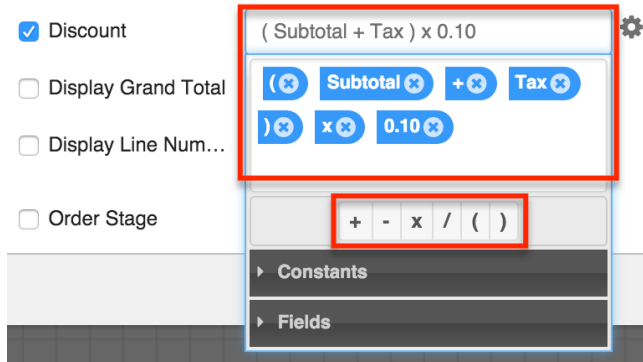 Discount
( Subtotal + Tax ) x 0.10
Display Grand Total
( Subtotal + Tax
Display Line Num...
) x 0.10
Order Stage
+ - x / ( )
Constants
Fields